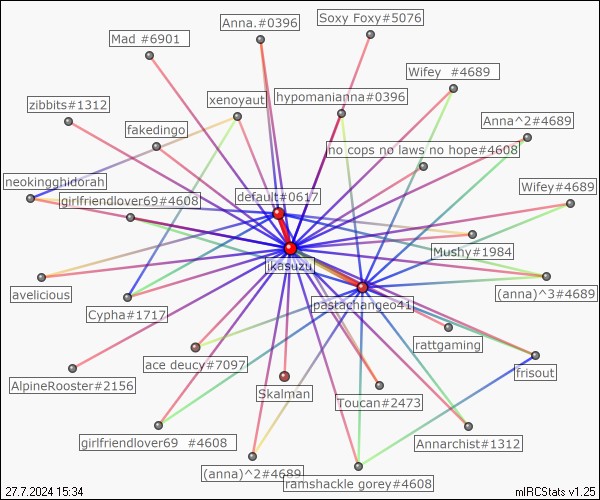 Soxy Foxy#5076
Anna.#0396
Mad #6901
Wifey #4689
hypomanianna#0396
xenoyaut
zibbits#1312
Anna^2#4689
fakedingo
no cops no laws no hope#4608
neokingghidorah
Wifey#4689
default#0617
girlfriendlover69#4608
Mushy#1984
jkasuzu
avelicious
(anna)^3#4689
pastachangeo41
Cypha#1717
rattgaming
ace deucy#7097
frisout
AlpineRooster#2156
Skalman
Toucan#2473
girlfriendlover69 #4608
Annarchist#1312
(anna)^2#4689
ramshackle gorey#4608
27.7.2024 15:34
mIRCStats v1.25